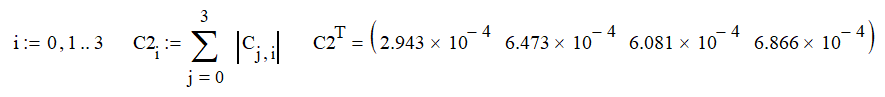 i := 0, 1 .. 3   C2_i := \sum_{j = 0}^{3} |C_{j, i}|   C2^T = (2.943 × 10^{-4}  6.473 × 10^{-4}  6.081 × 10^{-4}  6.866 × 10^{-4})